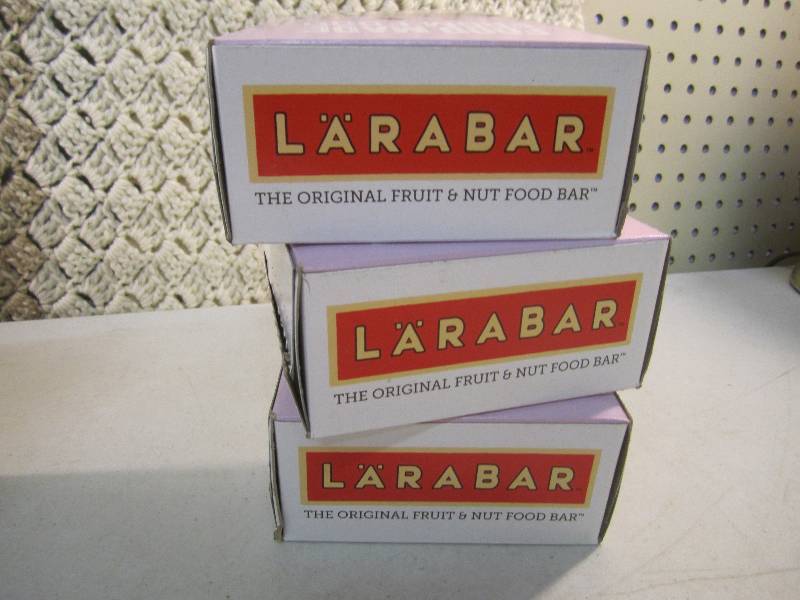 LÄRABAR™
THE ORIGINAL FRUIT & NUT FOOD BAR™
LÄRABAR
THE ORIGINAL FRUIT & NUT FOOD BAR™
LÄRABAR
THE ORIGINAL FRUIT & NUT FOOD BAR™